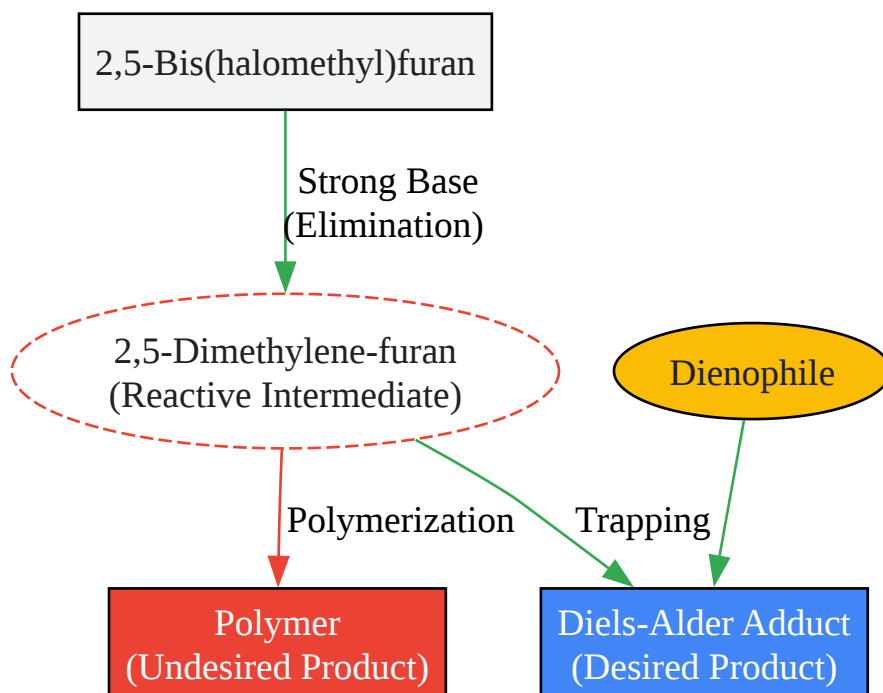 2,5-Bis(halomethyl)furan
Strong Base
(Elimination)
2,5-Dimethylene-furan
(Reactive Intermediate)
Dienophile
Polymerization
Trapping
Polymer
(Undesired Product)
Diels-Alder Adduct
(Desired Product)